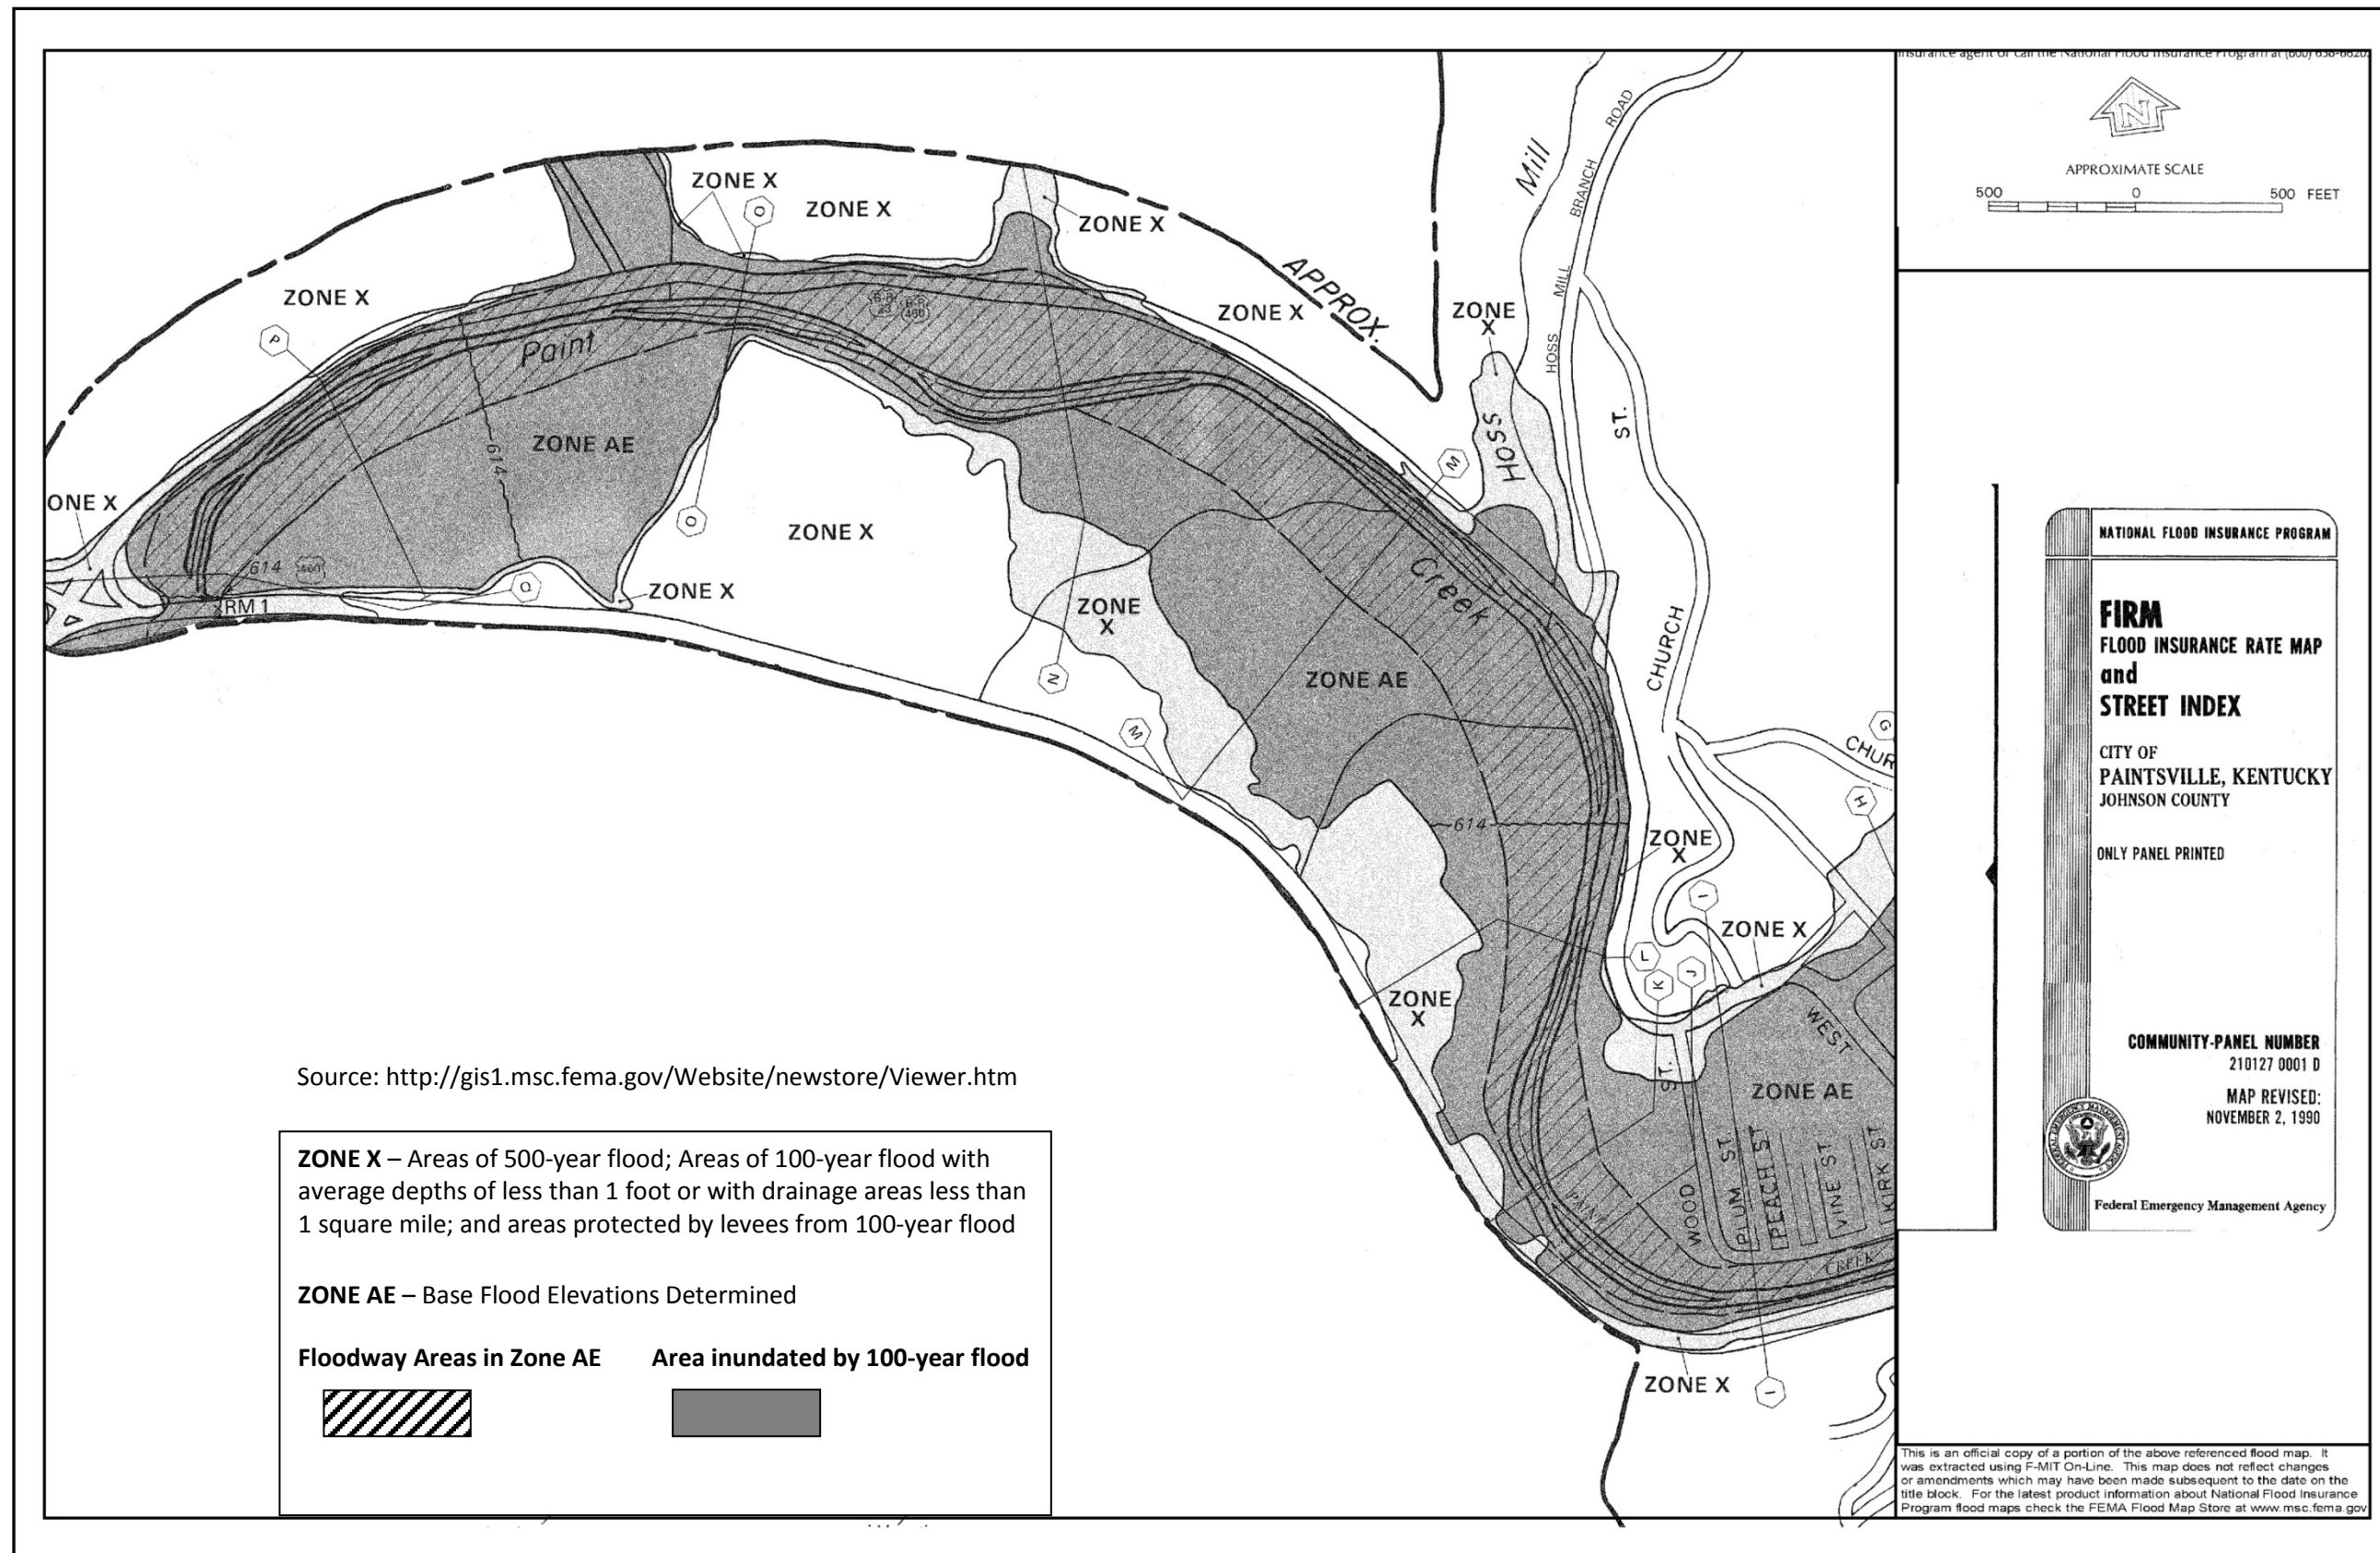 insurance agent or call the National Flood Insurance Program at (800) 638-6620.
N
APPROXIMATE SCALE
500 0 500 FEET
NATIONAL FLOOD INSURANCE PROGRAM
FIRM
FLOOD INSURANCE RATE MAP
and
STREET INDEX
CITY OF
PAINTSVILLE, KENTUCKY
JOHNSON COUNTY
ONLY PANEL PRINTED
COMMUNITY-PANEL NUMBER
210127 0001 D
MAP REVISED:
NOVEMBER 2, 1990
Federal Emergency Management Agency
This is an official copy of a portion of the above referenced flood map. It
was extracted using F-MIT On-Line. This map does not reflect changes
or amendments which may have been made subsequent to the date on the
title block. For the latest product information about National Flood Insurance
Program flood maps check the FEMA Flood Map Store at www.msc.fema.gov
ZONE X
O
ZONE X
ZONE X
ZONE X
P
Paint
ZONE X
APPROX.
ZONE
X
Mill
ROAD
BRANCH
MILL
HOSS
ST.
HOSS
M
614
ZONE AE
ONE X
O
ZONE X
614
460
RM 1
Q
ZONE X
ZONE
X
Creek
N
ZONE AE
M
CHURCH
G
CHUR
H
614
ZONE
X
I
ZONE X
L
K
J
ZONE
X
WEST
ST.
ZONE AE
WOOD
PLUM ST
PEACH ST
VINE ST
KIRK ST
PAINT
CREEK
ZONE X
I
Source: http://gis1.msc.fema.gov/Website/newstore/Viewer.htm
ZONE X – Areas of 500-year flood; Areas of 100-year flood with
average depths of less than 1 foot or with drainage areas less than
1 square mile; and areas protected by levees from 100-year flood
ZONE AE – Base Flood Elevations Determined
Floodway Areas in Zone AE Area inundated by 100-year flood